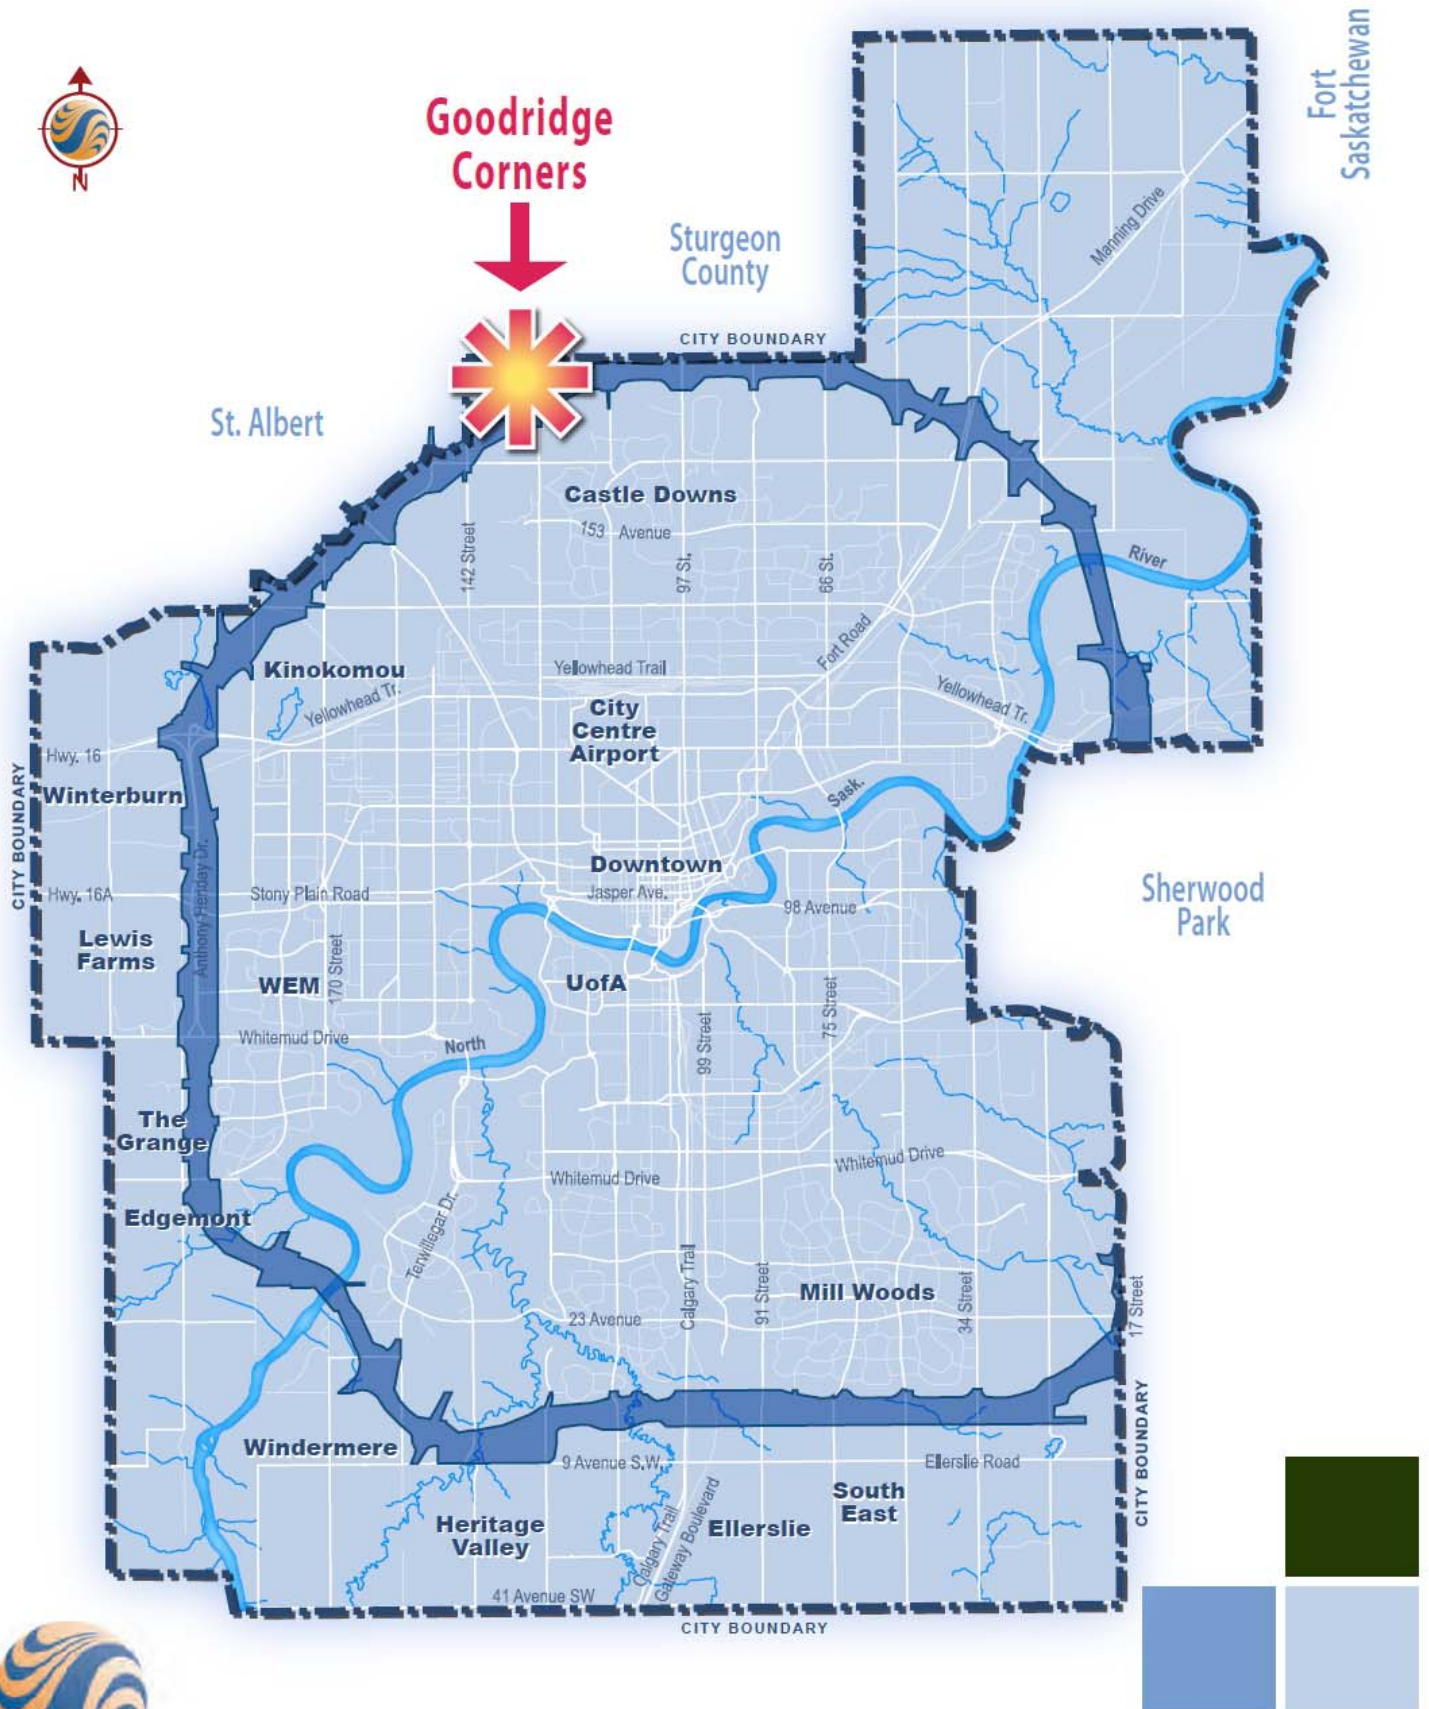 Fort
Saskatchewan
Goodridge
Corners
N
Manning Drive
Sturgeon
County
CITY BOUNDARY
St. Albert
Castle Downs
153 Avenue
142 Street
97 St.
66 St.
River
Fort Road
Kinokomou
Yellowhead Trail
Yellowhead Tr.
Yellowhead Tr.
City
Centre
Airport
Hwy. 16
Winterburn
CITY BOUNDARY
Sask.
Anthony Henday Dr.
Downtown
Jasper Ave.
Hwy. 16A
Stony Plain Road
98 Avenue
Sherwood
Park
Lewis
Farms
170 Street
WEM
UofA
75 Street
99 Street
Whitemud Drive
North
The
Grange
Whitemud Drive
Whitemud Drive
Edgemont
Terwillegar Dr.
Calgary Trail
91 Street
Mill Woods
34 Street
17 Street
23 Avenue
Windermere
9 Avenue S.W.
Ellerslie Road
CITY BOUNDARY
South
East
Heritage
Valley
Calgary Trail
Gateway Boulevard
Ellerslie
41 Avenue SW
CITY BOUNDARY